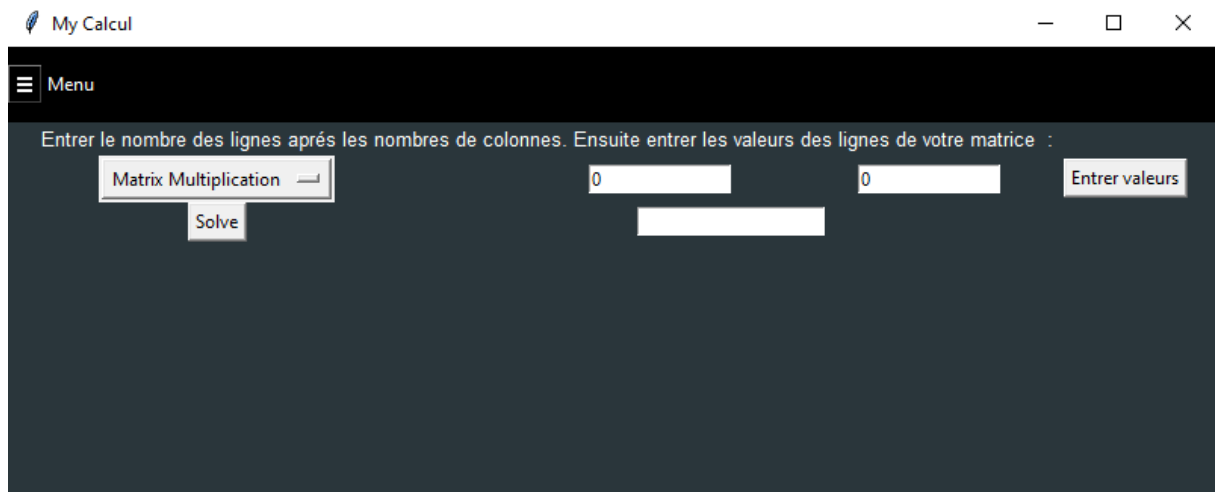 My Calcul
Menu
Entrer le nombre des lignes aprés les nombres de colonnes. Ensuite entrer les valeurs des lignes de votre matrice :
Matrix Multiplication 0 0 Entrer valeurs
Solve